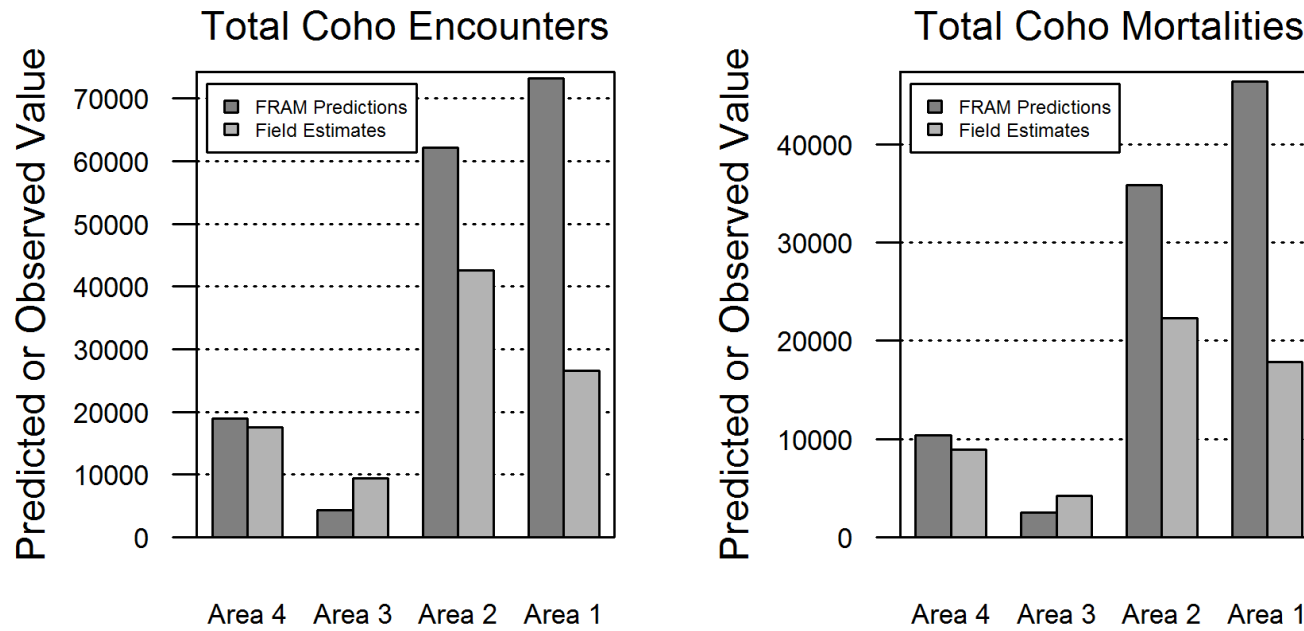 Total Coho Encounters
Predicted or Observed Value
70000
60000
50000
40000
30000
20000
10000
0
FRAM Predictions
Field Estimates
Area 4 Area 3 Area 2 Area 1
Total Coho Mortalities
Predicted or Observed Value
40000
30000
20000
10000
0
FRAM Predictions
Field Estimates
Area 4 Area 3 Area 2 Area 1